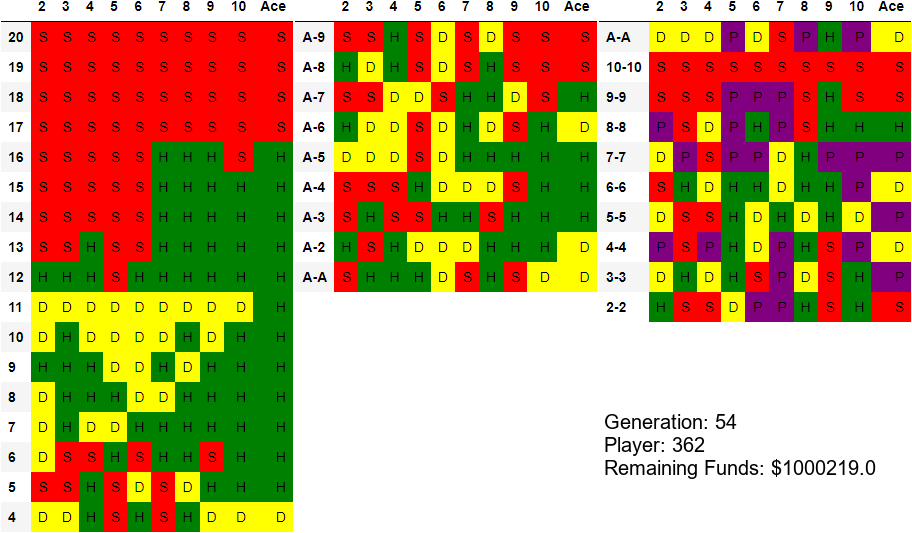 2 3 4 5 6 7 8 9 10 Ace
20 S S S S S S S S S S
19 S S S S S S S S S S
18 S S S S S S S S S S
17 S S S S S S S S S S
16 S S S S S H H H S H
15 S S S S S H H H H H
14 S S S S S H H H H H
13 S S H S S H H H H H
12 H H H S H H H H H H
11 D D D D D D D D D H
10 D H D D D D H D H H
9 H H H D D H D H H H
8 D H H H D D H H H H
7 D H D D H H H H H H
6 D S S H S H H S H H
5 S S H S D S D H H H
4 D D H S H S H D D D
2 3 4 5 6 7 8 9 10 Ace
A-9 S S H S D S D S S S
A-8 H D H S D S H S S S
A-7 S S D D S H H D S H
A-6 H D D S D H D S H D
A-5 D D D S D H H H H H
A-4 S S S H D D D S H H
A-3 S H S S H H S H H H
A-2 H S H D D D H H H D
A-A S H H H D S H S D D
2 3 4 5 6 7 8 9 10 Ace
A-A D D D P D S P H P D
10-10 S S S S S S S S S S
9-9 S S S P P P S H S S
8-8 P S D P H P S H H H
7-7 D P S P P D H P P P
6-6 S H D H H D H H P D
5-5 D S S H D H D H D P
4-4 P S P H D P H S P D
3-3 D H D H S P D S H P
2-2 H S S D P P H S H S
Generation: 54
Player: 362
Remaining Funds: $1000219.0